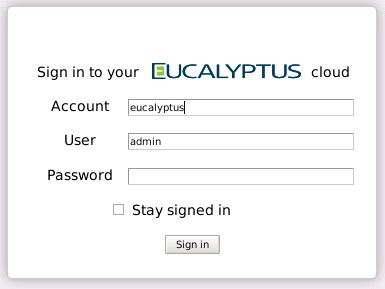 Sign in to your EUCALYPTUS cloud
Account eucalyptus
User admin
Password
Stay signed in
Sign in